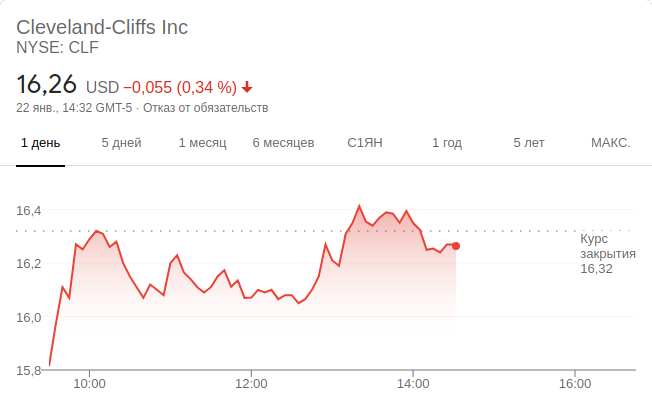 Cleveland-Cliffs Inc
NYSE: CLF
16,26 USD −0,055 (0,34 %)
22 янв., 14:32 GMT-5 · Отказ от обязательств
1 день 5 дней 1 месяц 6 месяцев С1ЯН 1 год 5 лет МАКС.
16,4
Курс
закрытия
16,32
16,2
16,0
15,8
10:00 12:00 14:00 16:00